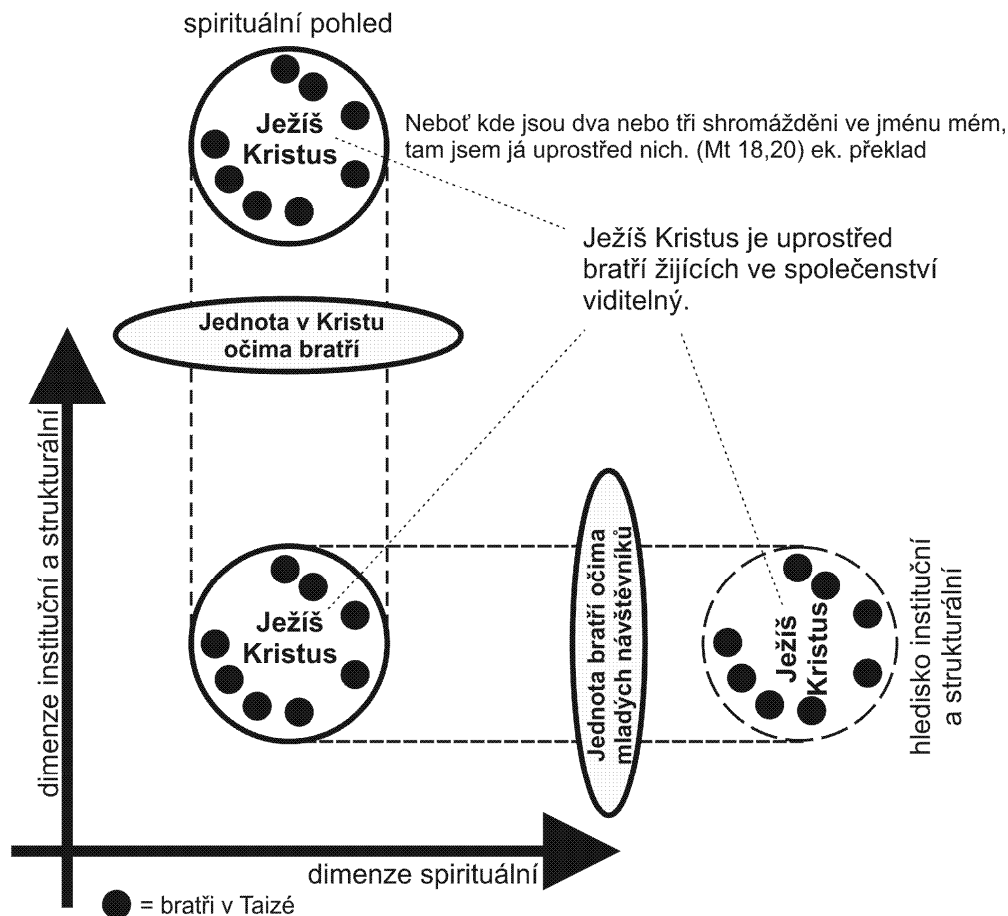 spirituální pohled
Ježíš
Kristus
Neboť kde jsou dva nebo tři shromážděni ve jménu mém,
tam jsem já uprostřed nich. (Mt 18,20) ek. překlad
Ježíš Kristus je uprostřed
bratří žijících ve společenství
viditelný.
Jednota v Kristu
očima bratří
dimenze instituční a strukturální
Ježíš
Kristus
Jednota bratří očima
mladých návštěvníků
Ježíš
Kristus
hledisko instituční
a strukturální
dimenze spirituální
= bratři v Taizé